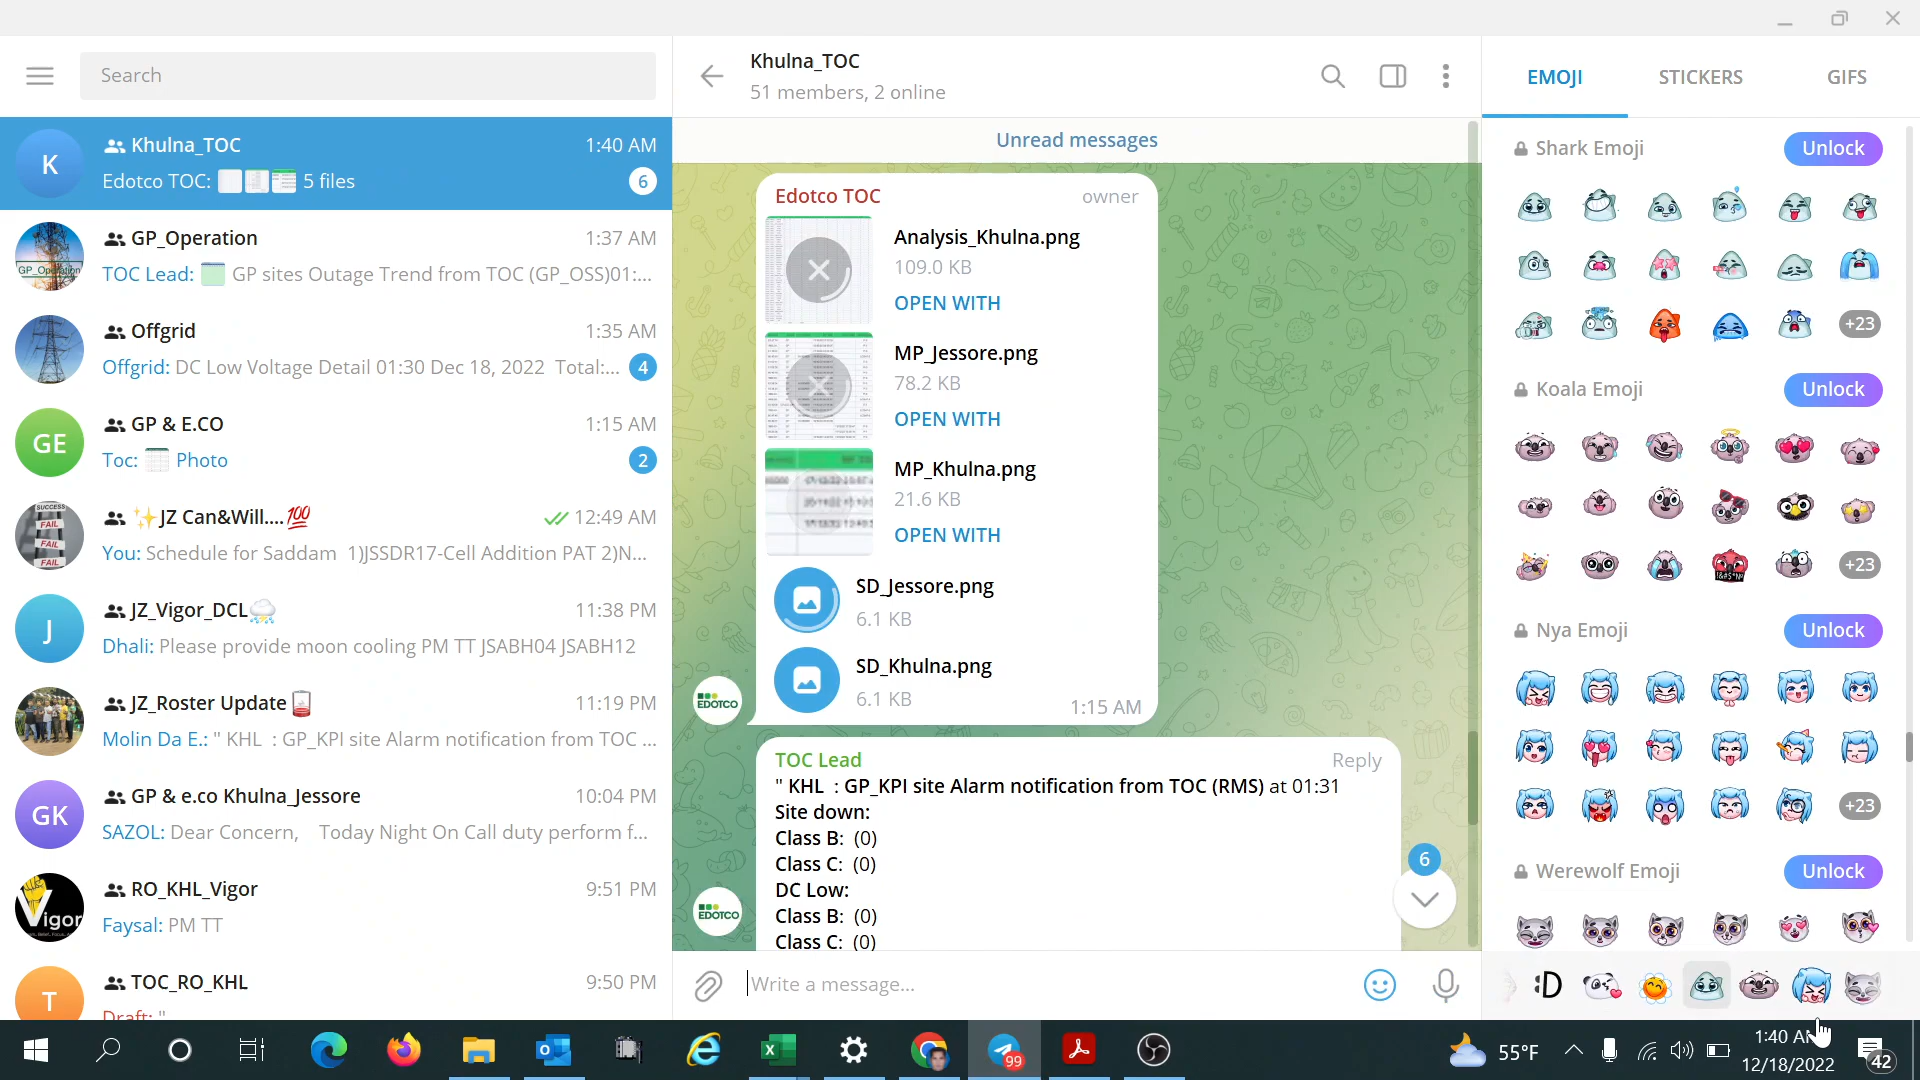 Search
K
Khulna_TOC
1:40 AM
Edotco TOC: 5 files
6
GP_Operation
1:37 AM
TOC Lead: GP sites Outage Trend from TOC (GP_OSS)01:...
Offgrid
1:35 AM
Offgrid: DC Low Voltage Detail 01:30 Dec 18, 2022 Total:...
4
GE
GP & E.CO
1:15 AM
Toc: Photo
2
✨JZ Can&Will....💯
12:49 AM
You: Schedule for Saddam 1)JSSDR17-Cell Addition PAT 2)N...
J
JZ_Vigor_DCL
11:38 PM
Dhali: Please provide moon cooling PM TT JSABH04 JSABH12
JZ_Roster Update
11:19 PM
Molin Da E.: " KHL : GP_KPI site Alarm notification from TOC ...
GK
GP & e.co Khulna_Jessore
10:04 PM
SAZOL: Dear Concern, Today Night On Call duty perform f...
Vigor
RO_KHL_Vigor
9:51 PM
Faysal: PM TT
T
TOC_RO_KHL
9:50 PM
Draft: "
Khulna_TOC
51 members, 2 online
Unread messages
Edotco TOC
owner
Analysis_Khulna.png
109.0 KB
OPEN WITH
MP_Jessore.png
78.2 KB
OPEN WITH
MP_Khulna.png
21.6 KB
OPEN WITH
SD_Jessore.png
6.1 KB
SD_Khulna.png
6.1 KB
1:15 AM
EDOTCO
TOC Lead
Reply
" KHL : GP_KPI site Alarm notification from TOC (RMS) at 01:31
Site down:
Class B: (0)
Class C: (0)
DC Low:
Class B: (0)
Class C: (0)
EDOTCO
6
Write a message...
EMOJI
STICKERS
GIFS
Shark Emoji
Unlock
+23
Koala Emoji
Unlock
+23
Nya Emoji
Unlock
+23
Werewolf Emoji
Unlock
99
55°F
1:40 AM
12/18/2022
42